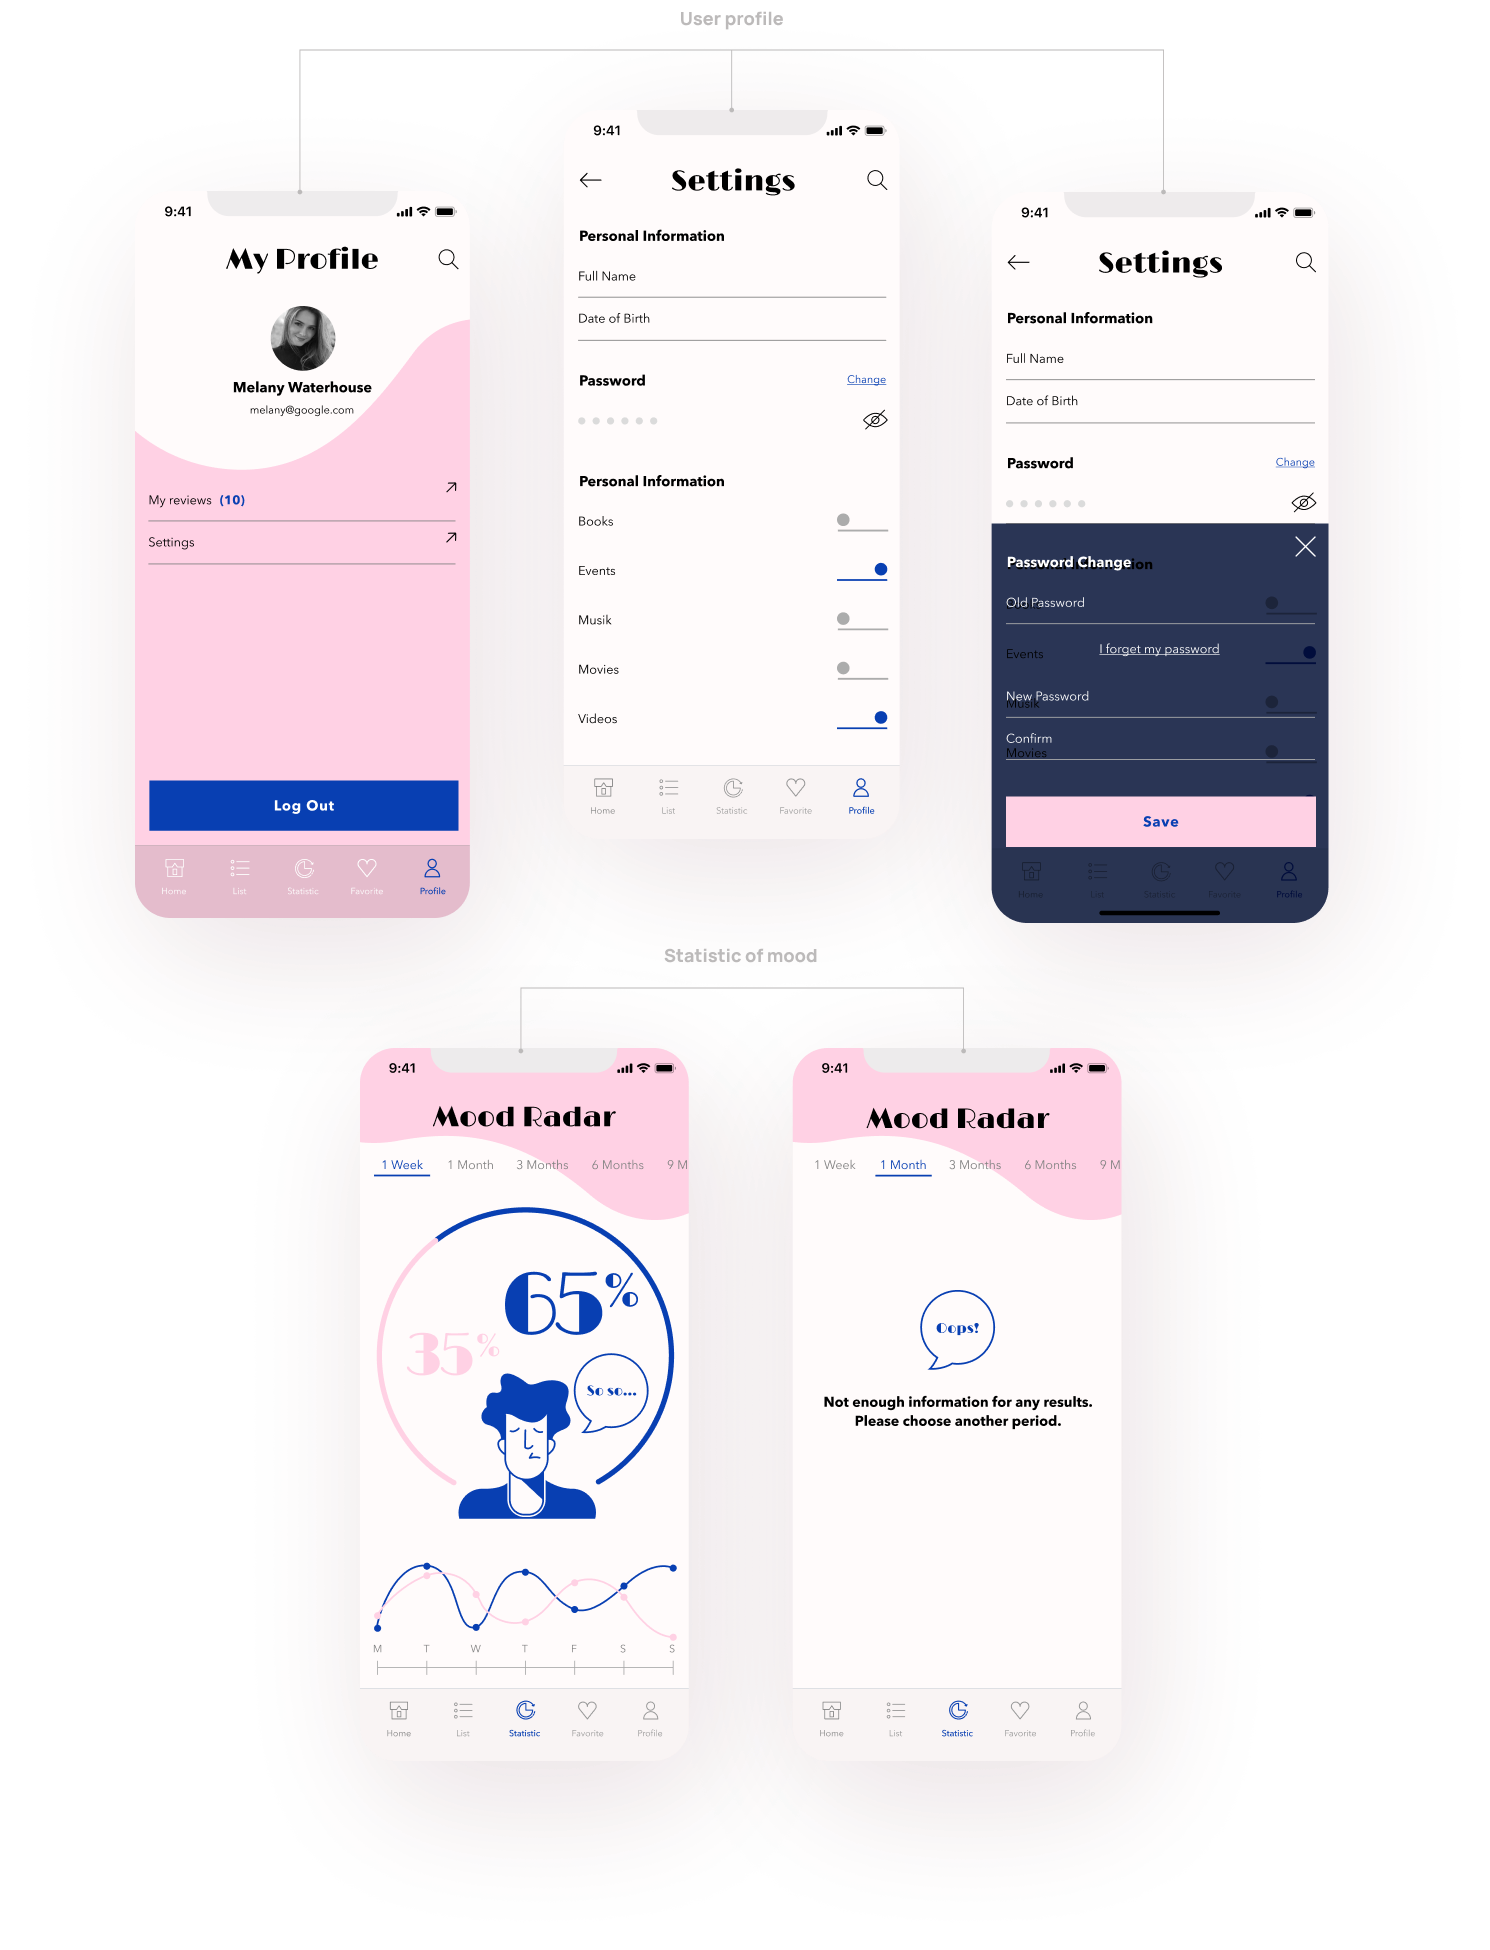 User profile
9:41
My Profile
Melany Waterhouse
melany@google.com
My reviews (10)
Settings
Log Out
Home List Statistic Favorite Profile
9:41
Settings
Personal Information
Full Name
Date of Birth
Password Change
Personal Information
Books
Events
Musik
Movies
Videos
Home List Statistic Favorite Profile
9:41
Settings
Personal Information
Full Name
Date of Birth
Password Change
Password Change
Old Password
Events
I forget my password
New Password
Musik
Confirm
Movies
Save
Home List Statistic Favorite Profile
Statistic of mood
9:41
Mood Radar
1 Week 1 Month 3 Months 6 Months 9 M
65%
35%
So so...
M T W T F S S
Home List Statistic Favorite Profile
9:41
Mood Radar
1 Week 1 Month 3 Months 6 Months 9 M
Oops!
Not enough information for any results.
Please choose another period.
Home List Statistic Favorite Profile